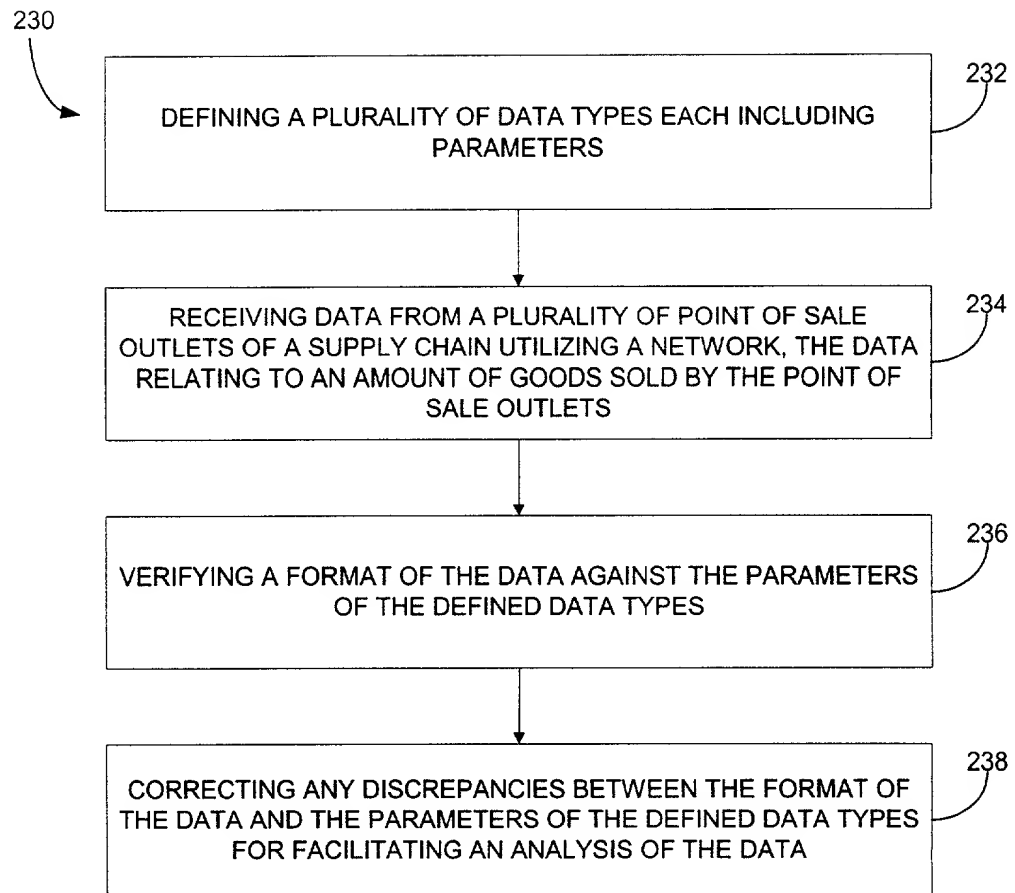 230
232
DEFINING A PLURALITY OF DATA TYPES EACH INCLUDING
PARAMETERS
234
RECEIVING DATA FROM A PLURALITY OF POINT OF SALE
OUTLETS OF A SUPPLY CHAIN UTILIZING A NETWORK, THE DATA
RELATING TO AN AMOUNT OF GOODS SOLD BY THE POINT OF
SALE OUTLETS
236
VERIFYING A FORMAT OF THE DATA AGAINST THE PARAMETERS
OF THE DEFINED DATA TYPES
238
CORRECTING ANY DISCREPANCIES BETWEEN THE FORMAT OF
THE DATA AND THE PARAMETERS OF THE DEFINED DATA TYPES
FOR FACILITATING AN ANALYSIS OF THE DATA